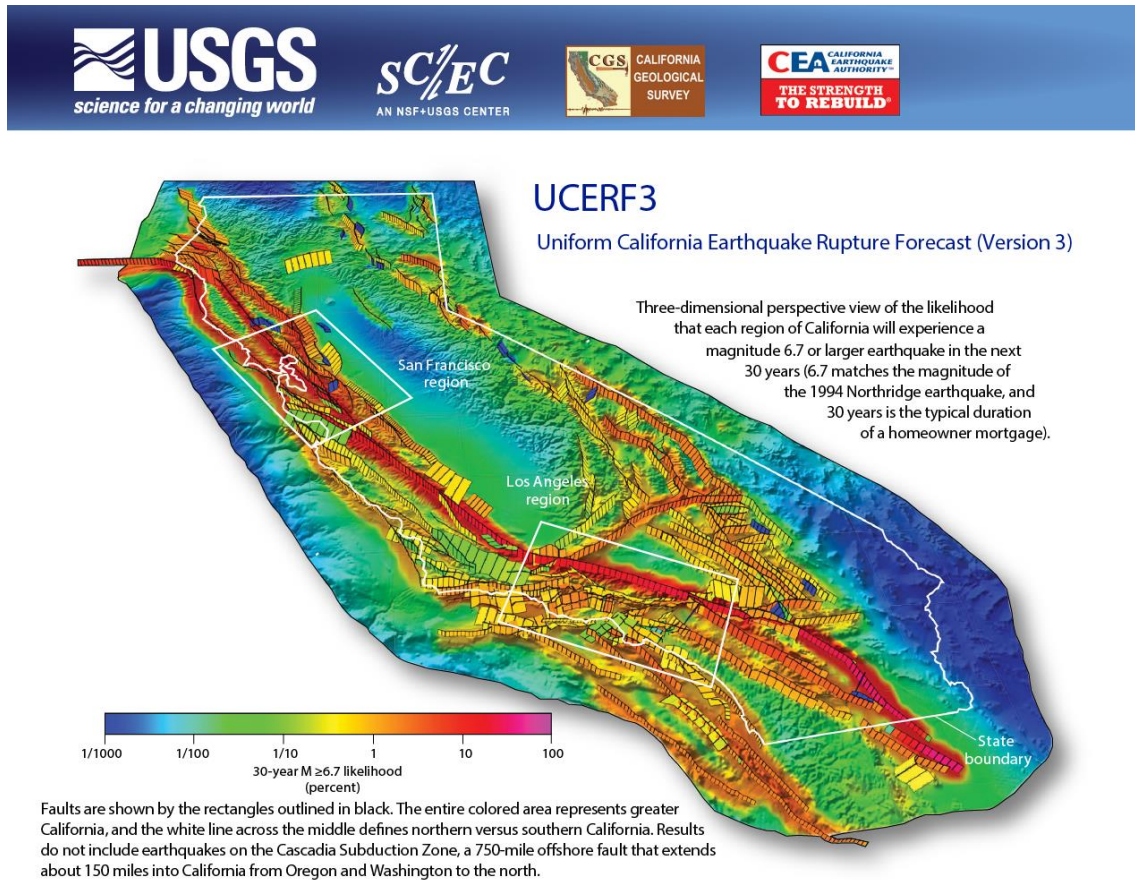 USGS
science for a changing world
SC//EC
AN NSF+USGS CENTER
CGS
CALIFORNIA
GEOLOGICAL
SURVEY
CEA CALIFORNIA
EARTHQUAKE
AUTHORITY™
THE STRENGTH
TO REBUILD®
UCERF3
Uniform California Earthquake Rupture Forecast (Version 3)
Three-dimensional perspective view of the likelihood
that each region of California will experience a
magnitude 6.7 or larger earthquake in the next
30 years (6.7 matches the magnitude of
the 1994 Northridge earthquake, and
30 years is the typical duration
of a homeowner mortgage).
San Francisco
region
Los Angeles
region
State
boundary
1/1000 1/100 1/10 1 10 100
30-year M ≥6.7 likelihood
(percent)
Faults are shown by the rectangles outlined in black. The entire colored area represents greater
California, and the white line across the middle defines northern versus southern California. Results
do not include earthquakes on the Cascadia Subduction Zone, a 750-mile offshore fault that extends
about 150 miles into California from Oregon and Washington to the north.